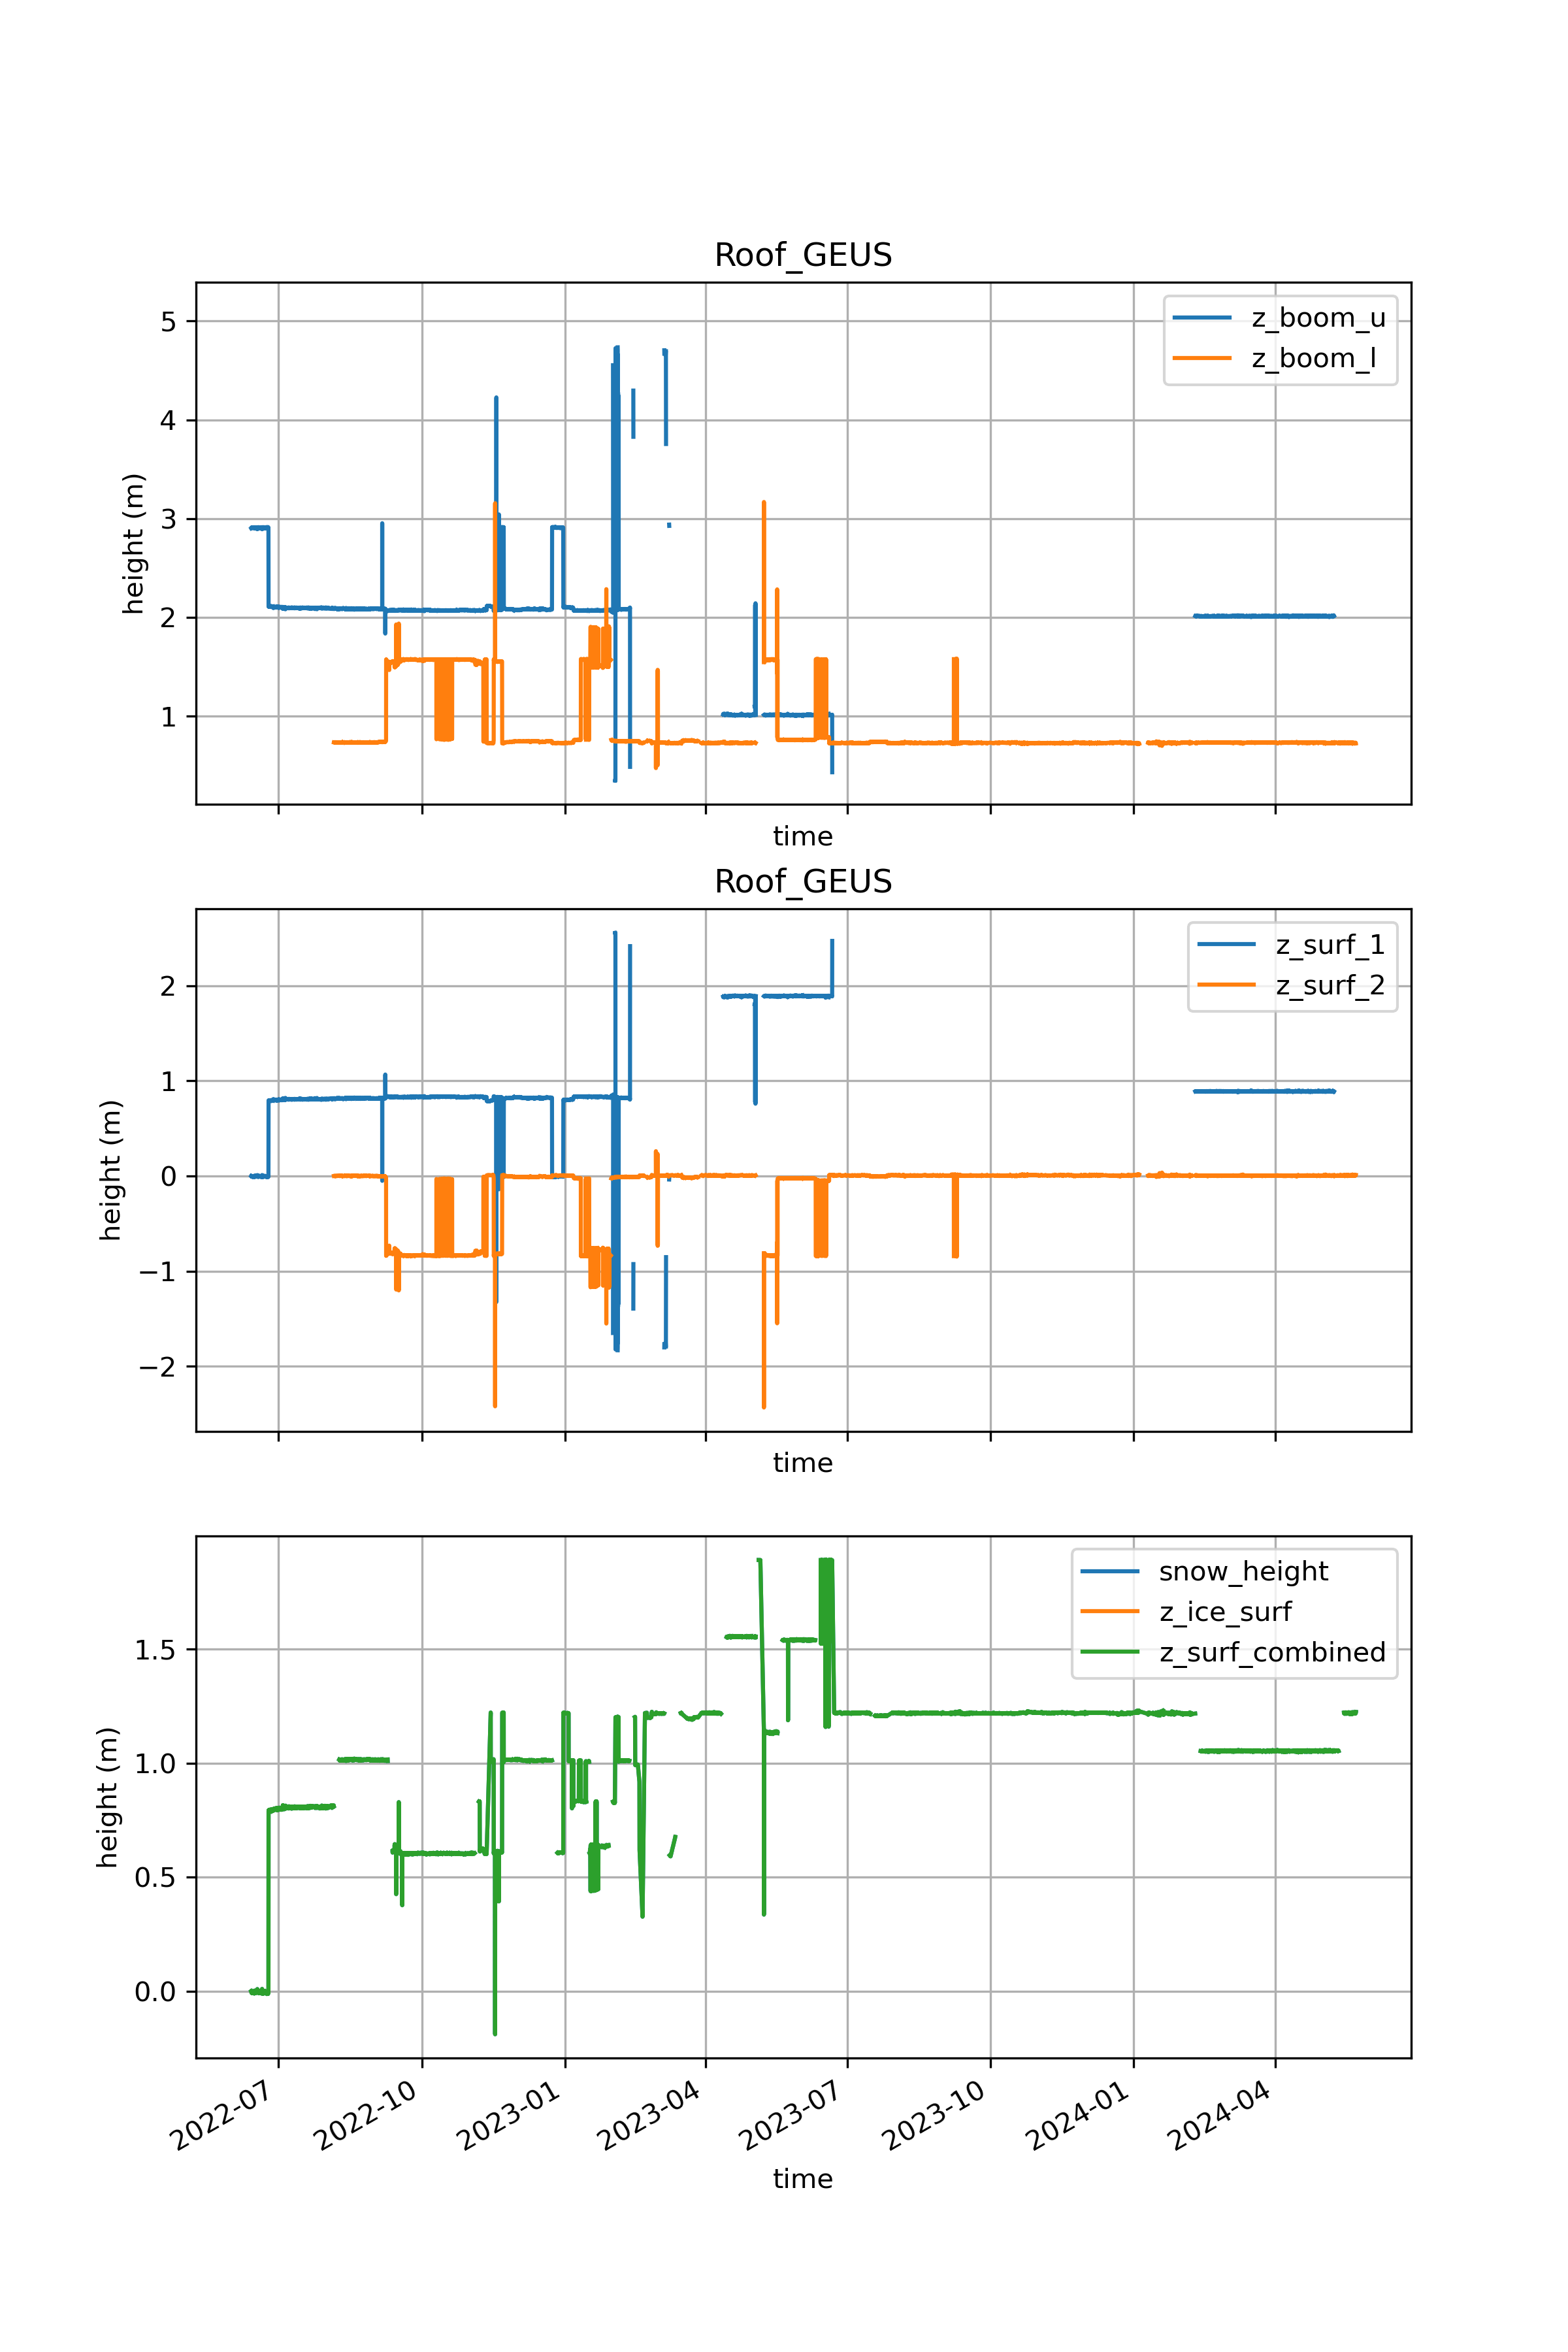 Roof_GEUS
height (m)
5
4
3
2
1
z_boom_u
z_boom_l
time
Roof_GEUS
height (m)
2
1
0
−1
−2
z_surf_1
z_surf_2
time
height (m)
1.5
1.0
0.5
0.0
snow_height
z_ice_surf
z_surf_combined
2022-07
2022-10
2023-01
2023-04
2023-07
2023-10
2024-01
2024-04
time